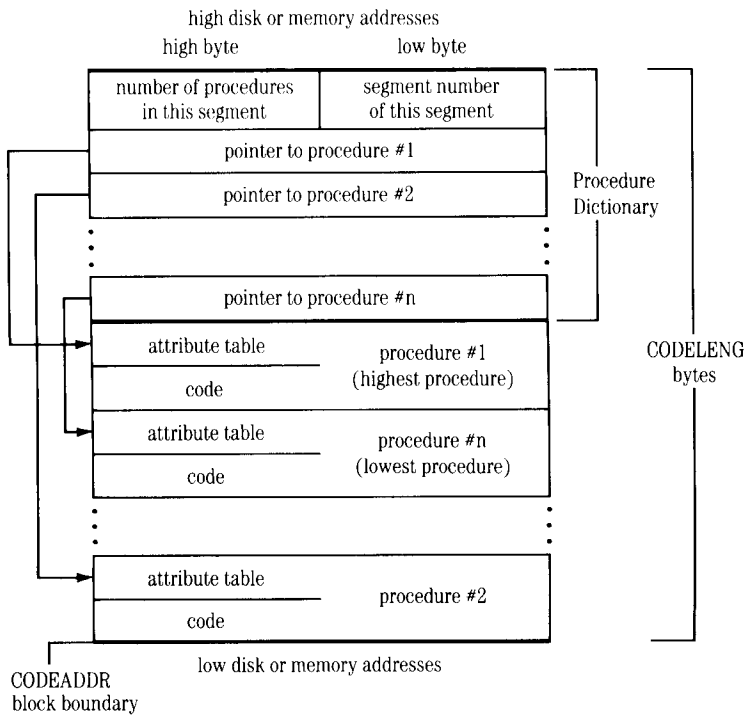 high disk or memory addresses
high byte
low byte
number of procedures
in this segment
segment number
of this segment
pointer to procedure #1
pointer to procedure #2
Procedure
Dictionary
pointer to procedure #n
attribute table
procedure #1
(highest procedure)
code
CODELENG
bytes
attribute table
procedure #n
(lowest procedure)
code
attribute table
procedure #2
code
low disk or memory addresses
CODEADDR
block boundary